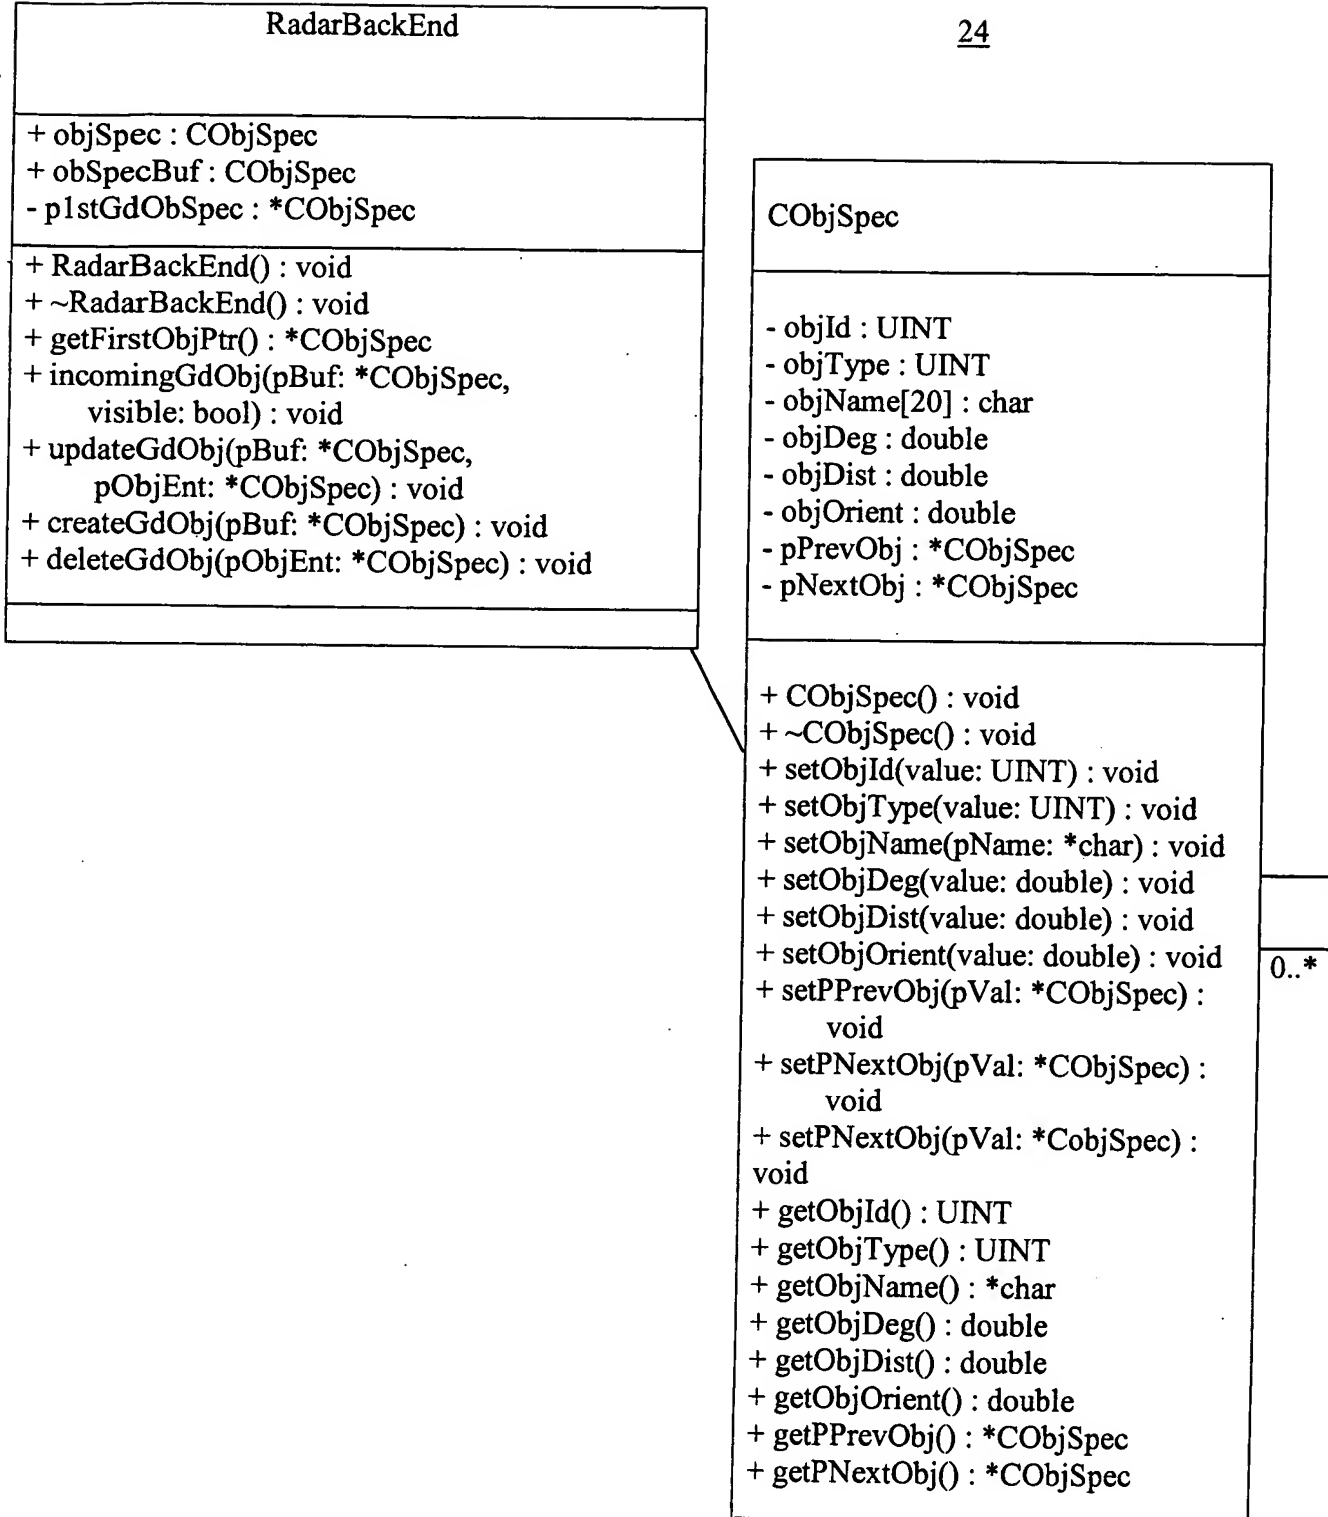 RadarBackEnd
+ objSpec : CObjSpec
+ obSpecBuf : CObjSpec
- p1stGdObSpec : *CObjSpec
+ RadarBackEnd() : void
+ ~RadarBackEnd() : void
+ getFirstObjPtr() : *CObjSpec
+ incomingGdObj(pBuf: *CObjSpec,
visible: bool) : void
+ updateGdObj(pBuf: *CObjSpec,
pObjEnt: *CObjSpec) : void
+ createGdObj(pBuf: *CObjSpec) : void
+ deleteGdObj(pObjEnt: *CObjSpec) : void
24
CObjSpec
- objId : UINT
- objType : UINT
- objName[20] : char
- objDeg : double
- objDist : double
- objOrient : double
- pPrevObj : *CObjSpec
- pNextObj : *CObjSpec
+ CObjSpec() : void
+ ~CObjSpec() : void
+ setObjId(value: UINT) : void
+ setObjType(value: UINT) : void
+ setObjName(pName: *char) : void
+ setObjDeg(value: double) : void
+ setObjDist(value: double) : void
+ setObjOrient(value: double) : void
+ setPPrevObj(pVal: *CObjSpec) :
void
+ setPNextObj(pVal: *CObjSpec) :
void
+ setPNextObj(pVal: *CobjSpec) :
void
+ getObjId() : UINT
+ getObjType() : UINT
+ getObjName() : *char
+ getObjDeg() : double
+ getObjDist() : double
+ getObjOrient() : double
+ getPPrevObj() : *CObjSpec
+ getPNextObj() : *CObjSpec
0..*